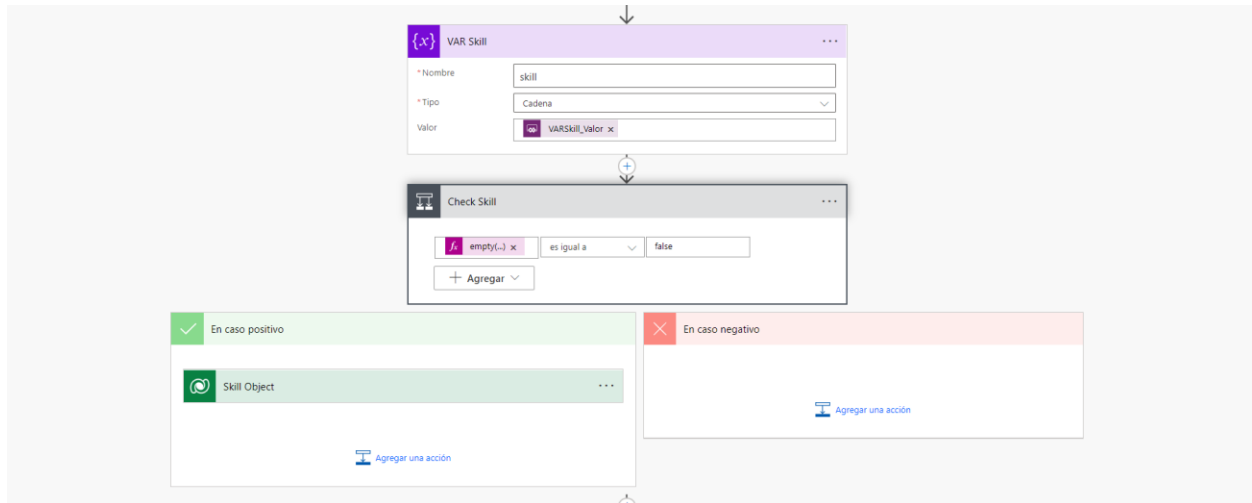 {x} VAR Skill ...
*Nombre skill
*Tipo Cadena
Valor VARSkill_Valor x
Check Skill ...
fx empty(...) x es igual a false
+ Agregar
En caso positivo
En caso negativo
Skill Object ...
Agregar una acción
Agregar una acción